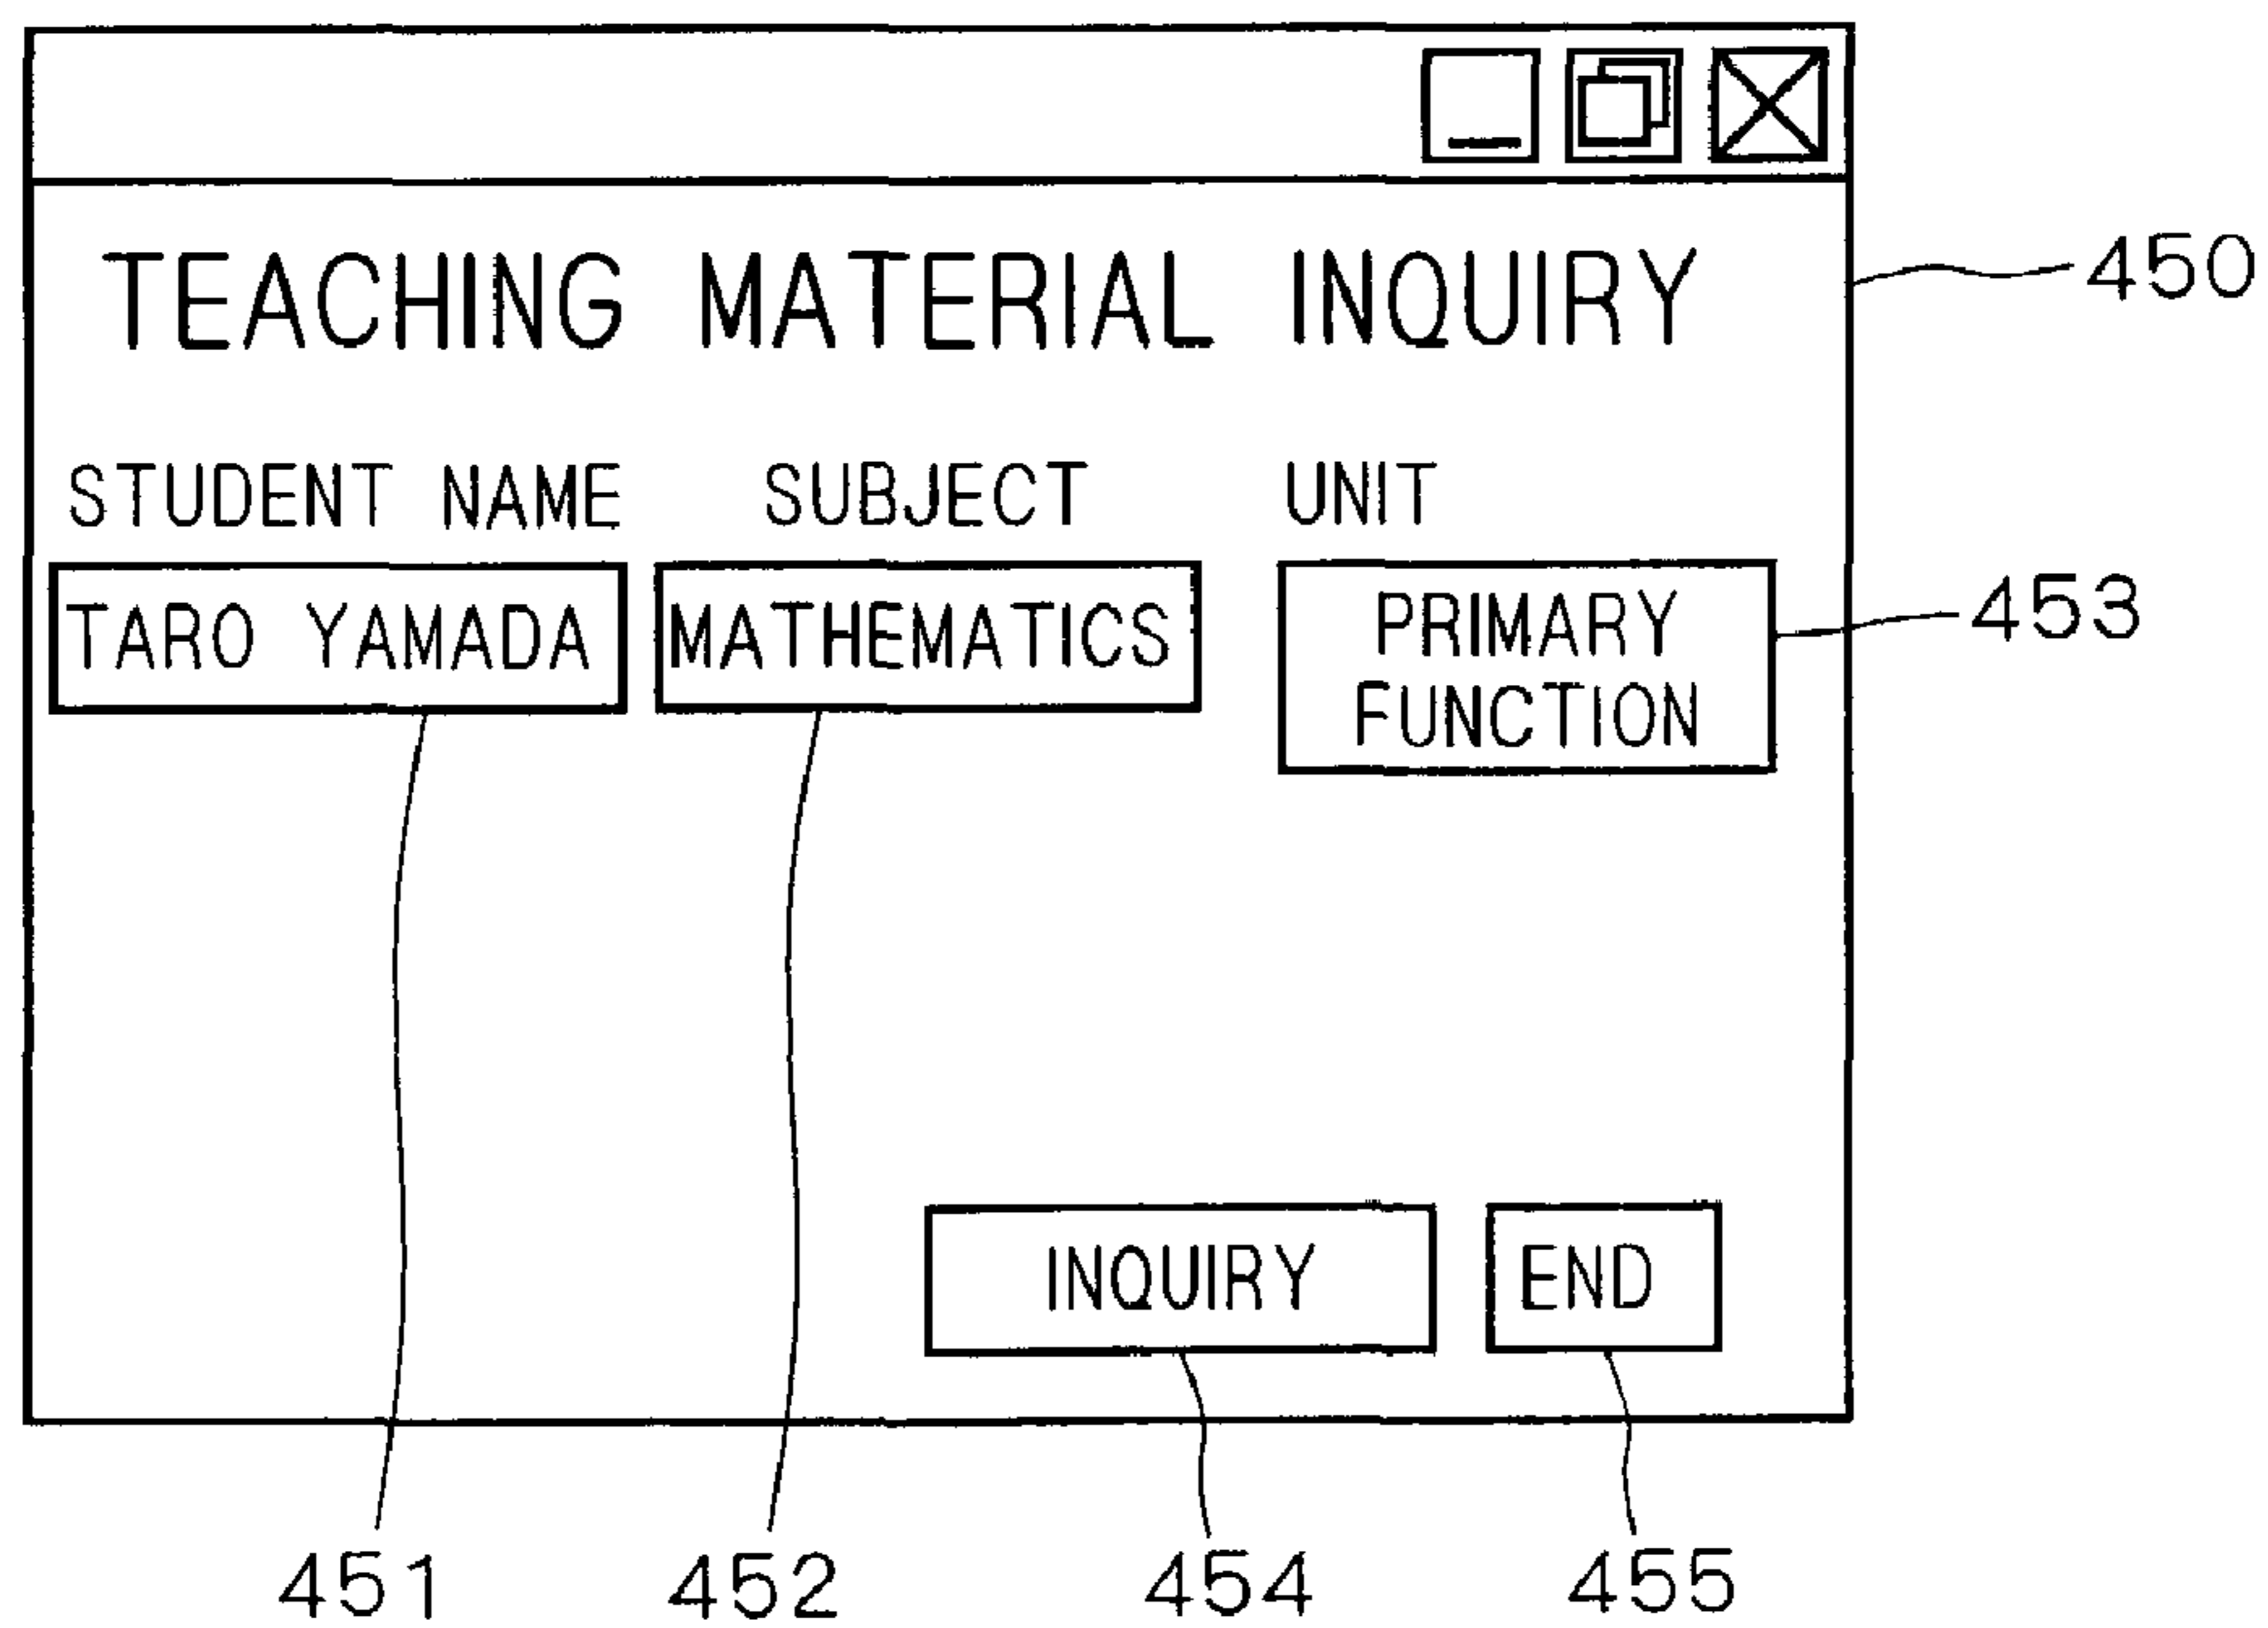 TEACHING MATERIAL INQUIRY
450
STUDENT NAME SUBJECT UNIT
TARO YAMADA MATHEMATICS PRIMARY FUNCTION
453
INQUIRY END
451 452 454 455